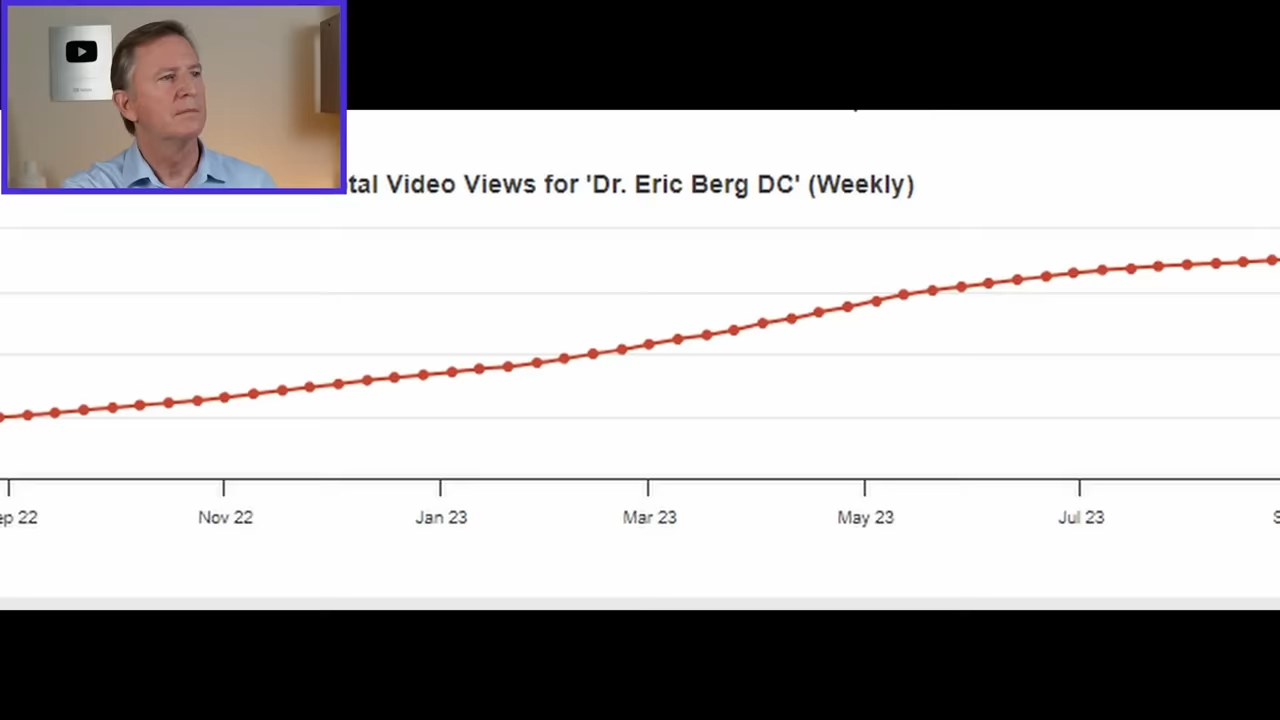 tal Video Views for 'Dr. Eric Berg DC' (Weekly)
ep 22 Nov 22 Jan 23 Mar 23 May 23 Jul 23 S